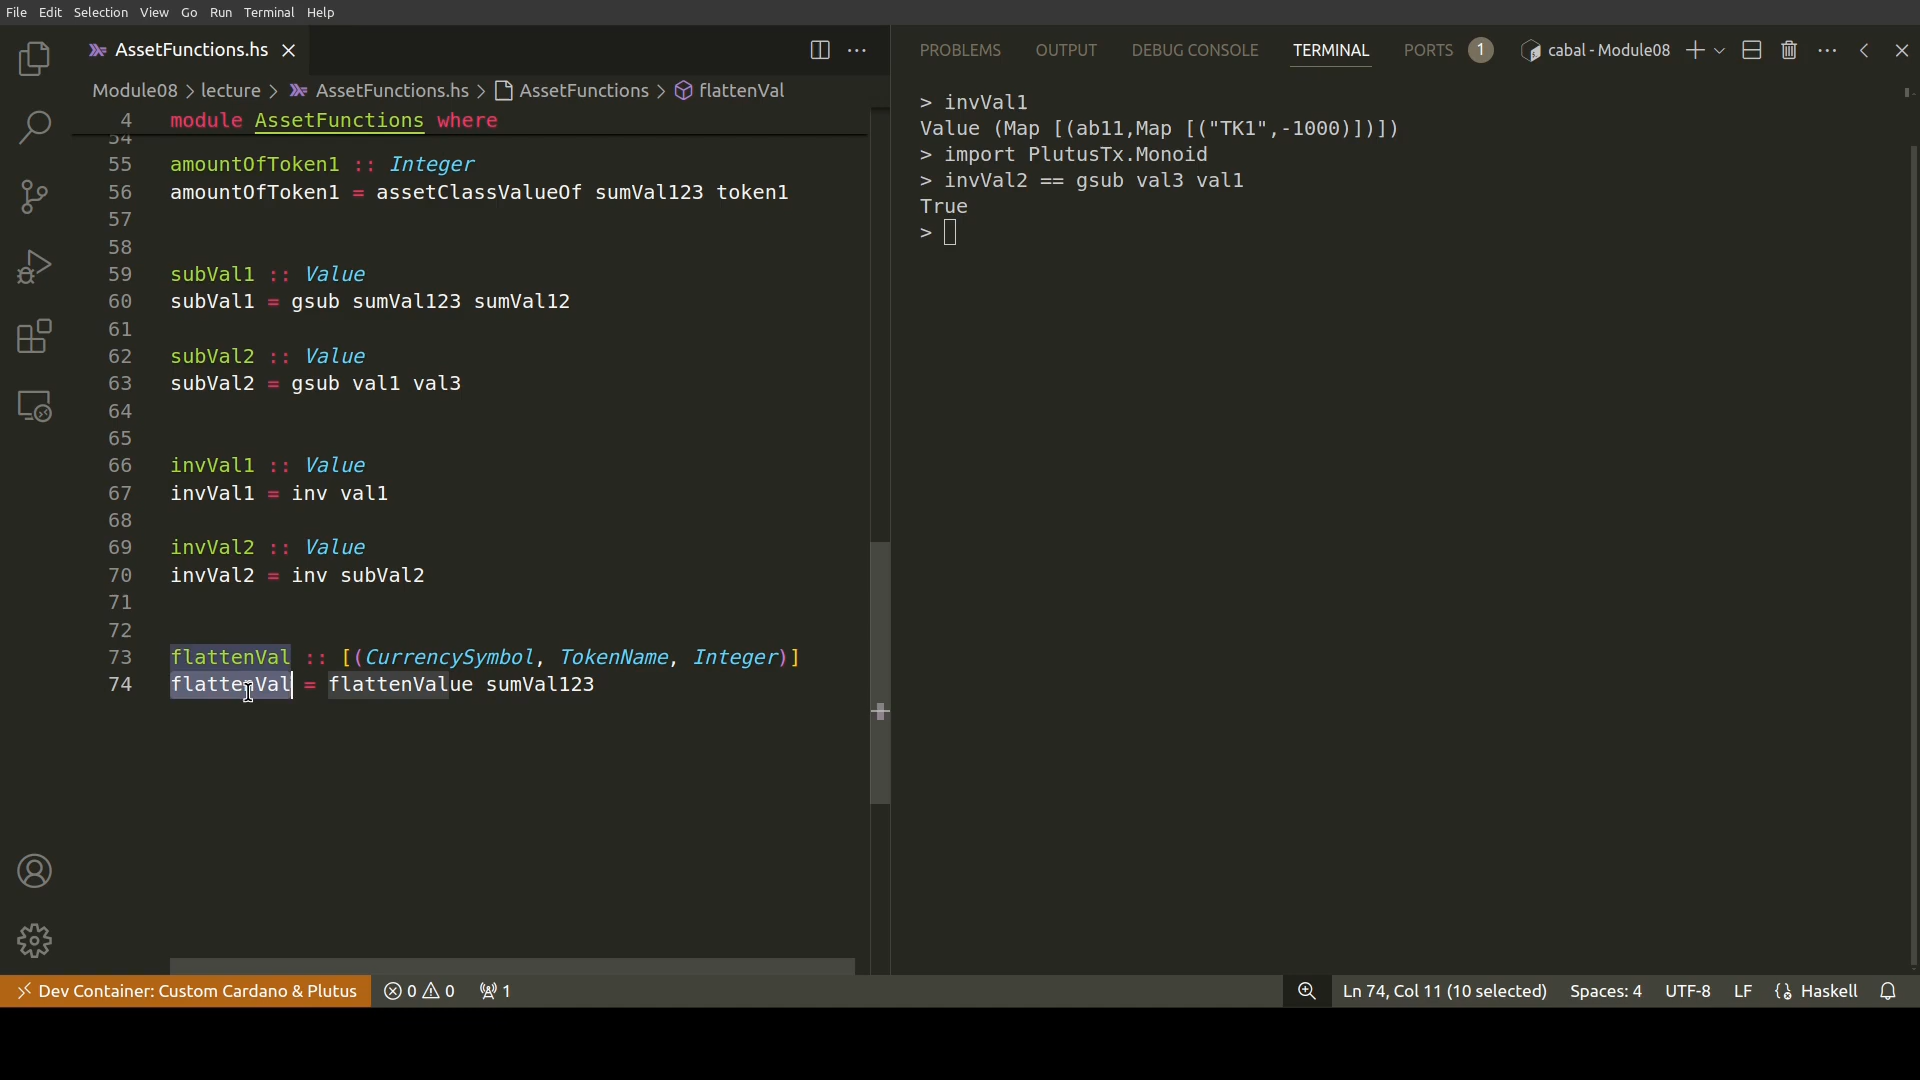 File Edit Selection View Go Run Terminal Help
AssetFunctions.hs
Module08 > lecture > AssetFunctions.hs > AssetFunctions > flattenVal
4 module AssetFunctions where
54
55 amountOfToken1 :: Integer
56 amountOfToken1 = assetClassValueOf sumVal123 token1
57
58
59 subVal1 :: Value
60 subVal1 = gsub sumVal123 sumVal12
61
62 subVal2 :: Value
63 subVal2 = gsub val1 val3
64
65
66 invVal1 :: Value
67 invVal1 = inv val1
68
69 invVal2 :: Value
70 invVal2 = inv subVal2
71
72
73 flattenVal :: [(CurrencySymbol, TokenName, Integer)]
74 flattenVal = flattenValue sumVal123
PROBLEMS OUTPUT DEBUG CONSOLE TERMINAL PORTS 1 cabal - Module08
> invVal1
Value (Map [(ab11,Map [("TK1",-1000)])])
> import PlutusTx.Monoid
> invVal2 == gsub val3 val1
True
>
Dev Container: Custom Cardano & Plutus 0 0 1 Ln 74, Col 11 (10 selected) Spaces: 4 UTF-8 LF Haskell